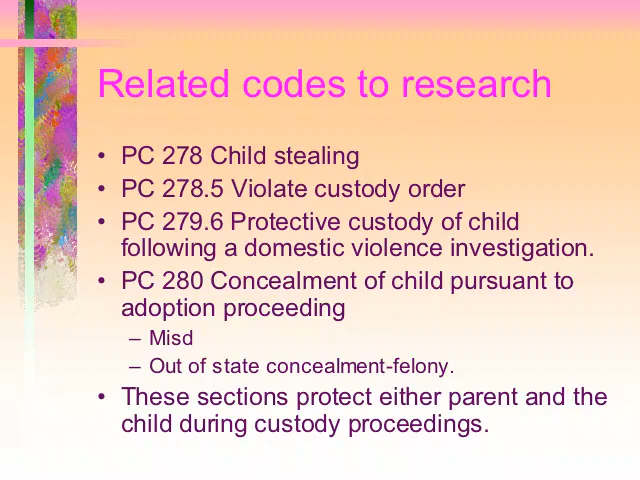 Related codes to research
• PC 278 Child stealing
• PC 278.5 Violate custody order
• PC 279.6 Protective custody of child
following a domestic violence investigation.
• PC 280 Concealment of child pursuant to
adoption proceeding
– Misd
– Out of state concealment-felony.
• These sections protect either parent and the
child during custody proceedings.